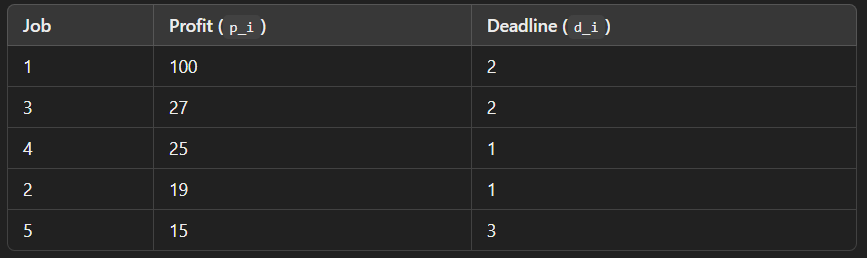 Job Profit ( p_i ) Deadline ( d_i )
1 100 2
3 27 2
4 25 1
2 19 1
5 15 3